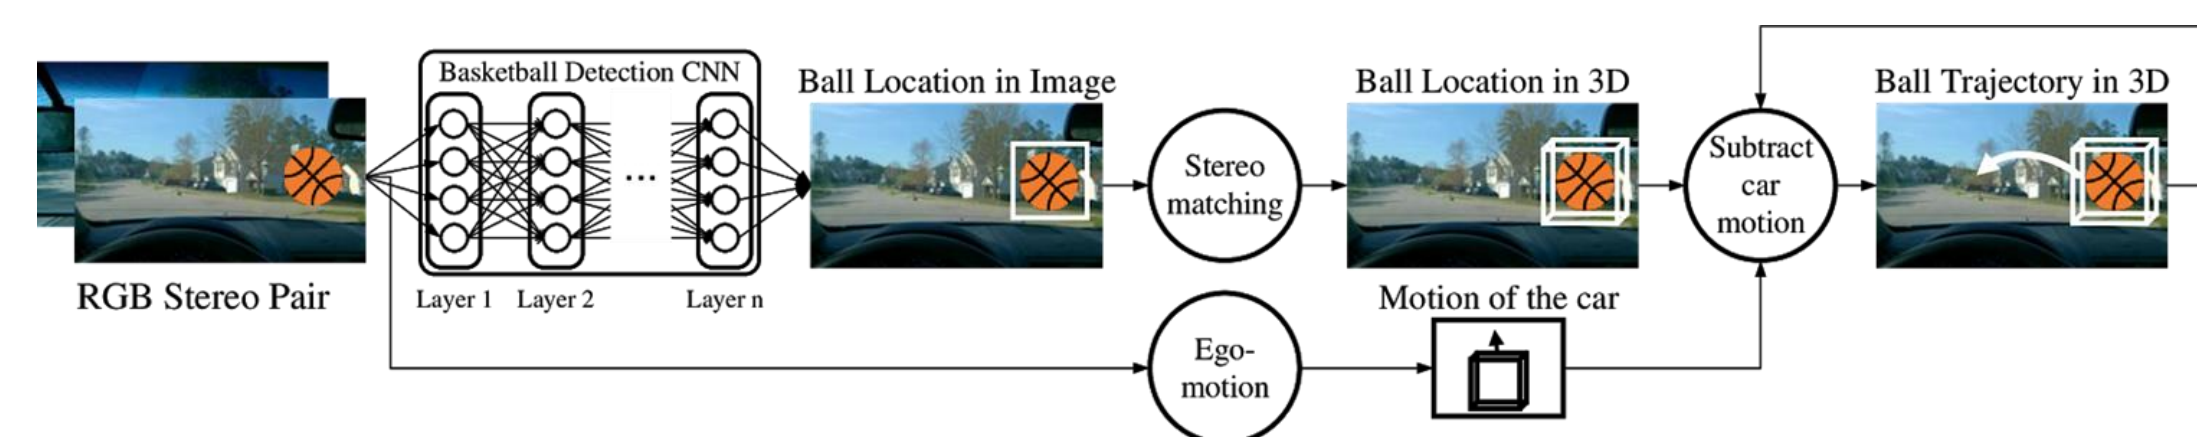 Basketball Detection CNN
Ball Location in Image
Ball Location in 3D
Ball Trajectory in 3D
Stereo
matching
Subtract
car
motion
...
RGB Stereo Pair
Layer 1
Layer 2
Layer n
Motion of the car
Ego-
motion